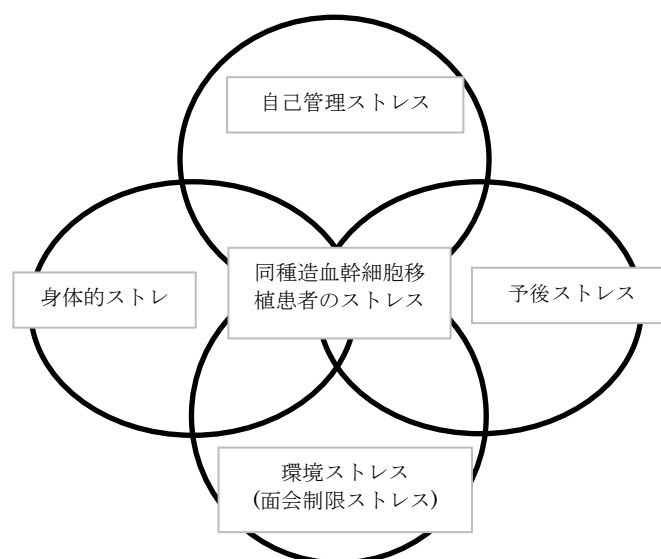 自己管理ストレス
同種造血幹細胞移
植患者のストレス
身体的ストレ
予後ストレス
環境ストレス
(面会制限ストレス)